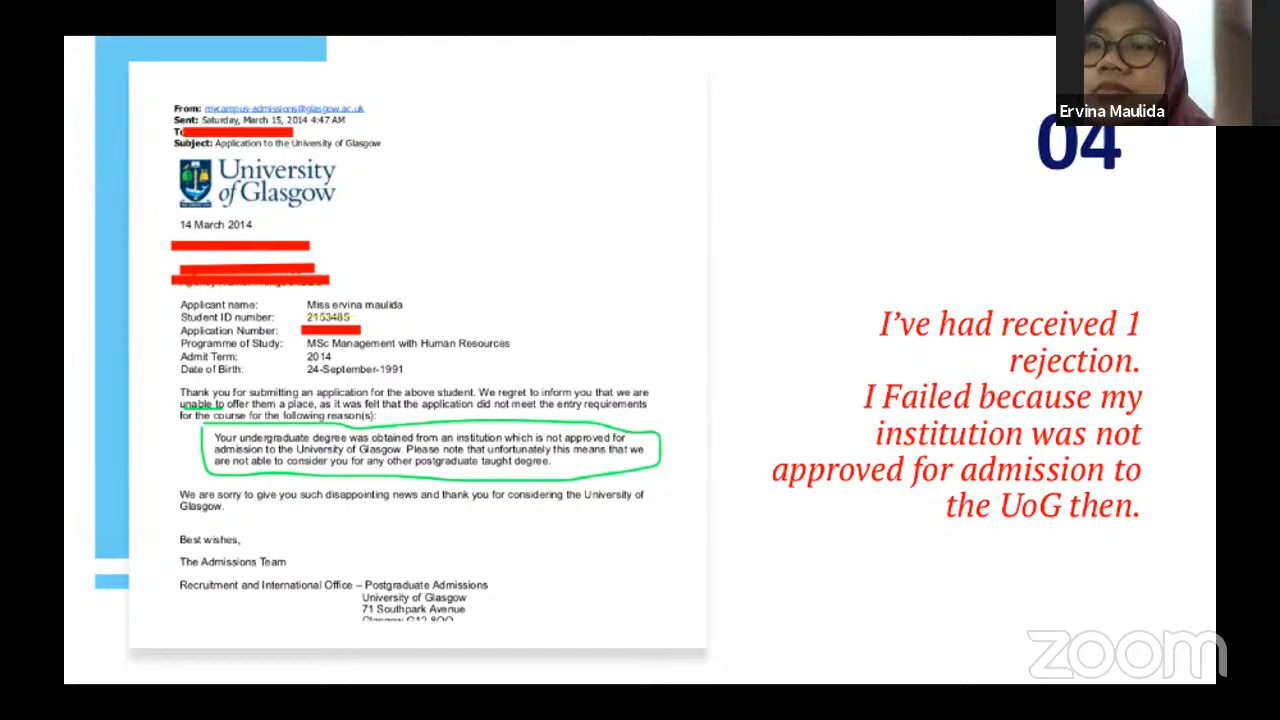 From: mycampus-admissions@glasgow.ac.uk
Sent: Saturday, March 15, 2014 4:47 AM
Subject: Application to the University of Glasgow
University
of Glasgow
14 March 2014
Applicant name: Miss ervina maulida
Student ID number: 2153485
Application Number:
Programme of Study: MSc Management with Human Resources
Admit Term: 2014
Date of Birth: 24-September-1991
Thank you for submitting an application for the above student. We regret to inform you that we are
unable to offer them a place, as it was felt that the application did not meet the entry requirements
for the course for the following reason(s):
Your undergraduate degree was obtained from an institution which is not approved for
admission to the University of Glasgow. Please note that unfortunately this means that we
are not able to consider you for any other postgraduate taught degree.
We are sorry to give you such disappointing news and thank you for considering the University of
Glasgow.
Best wishes,
The Admissions Team
Recruitment and International Office – Postgraduate Admissions
University of Glasgow
71 Southpark Avenue
Glasgow G12 8QQ
Ervina Maulida
04
I've had received 1
rejection.
I Failed because my
institution was not
approved for admission to
the UoG then.
zoom